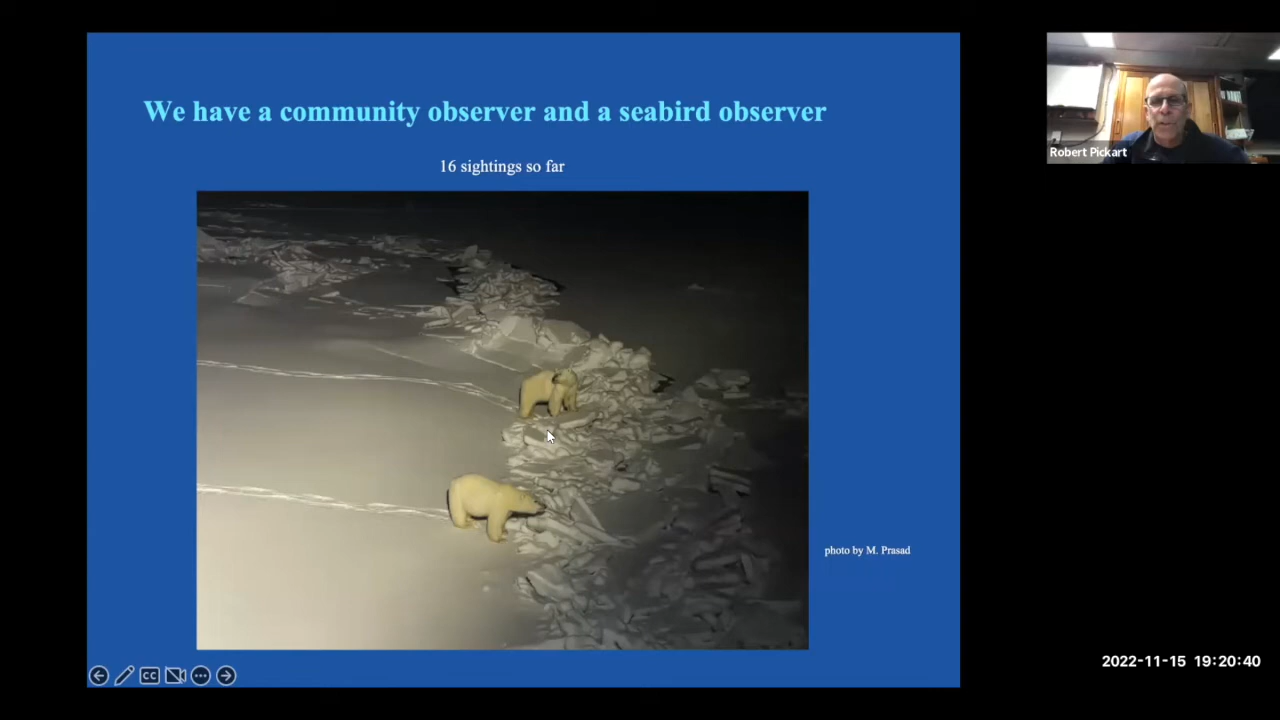 We have a community observer and a seabird observer
16 sightings so far
Robert Pickart
photo by M. Prasad
CC
2022-11-15 19:20:40